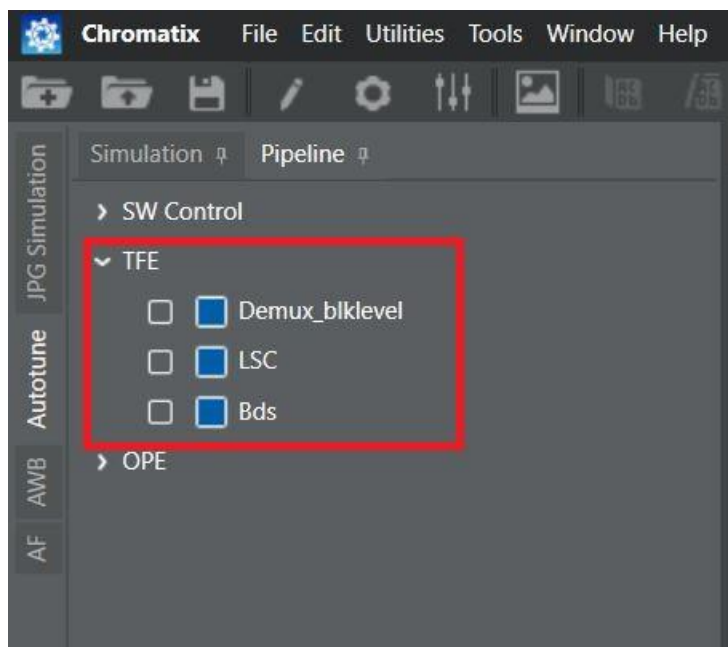 Chromatix File Edit Utilities Tools Window Help
Simulation Pipeline
SW Control
TFE
Demux_blklevel
LSC
Bds
OPE
JPG Simulation
Autotune
AWB
AF